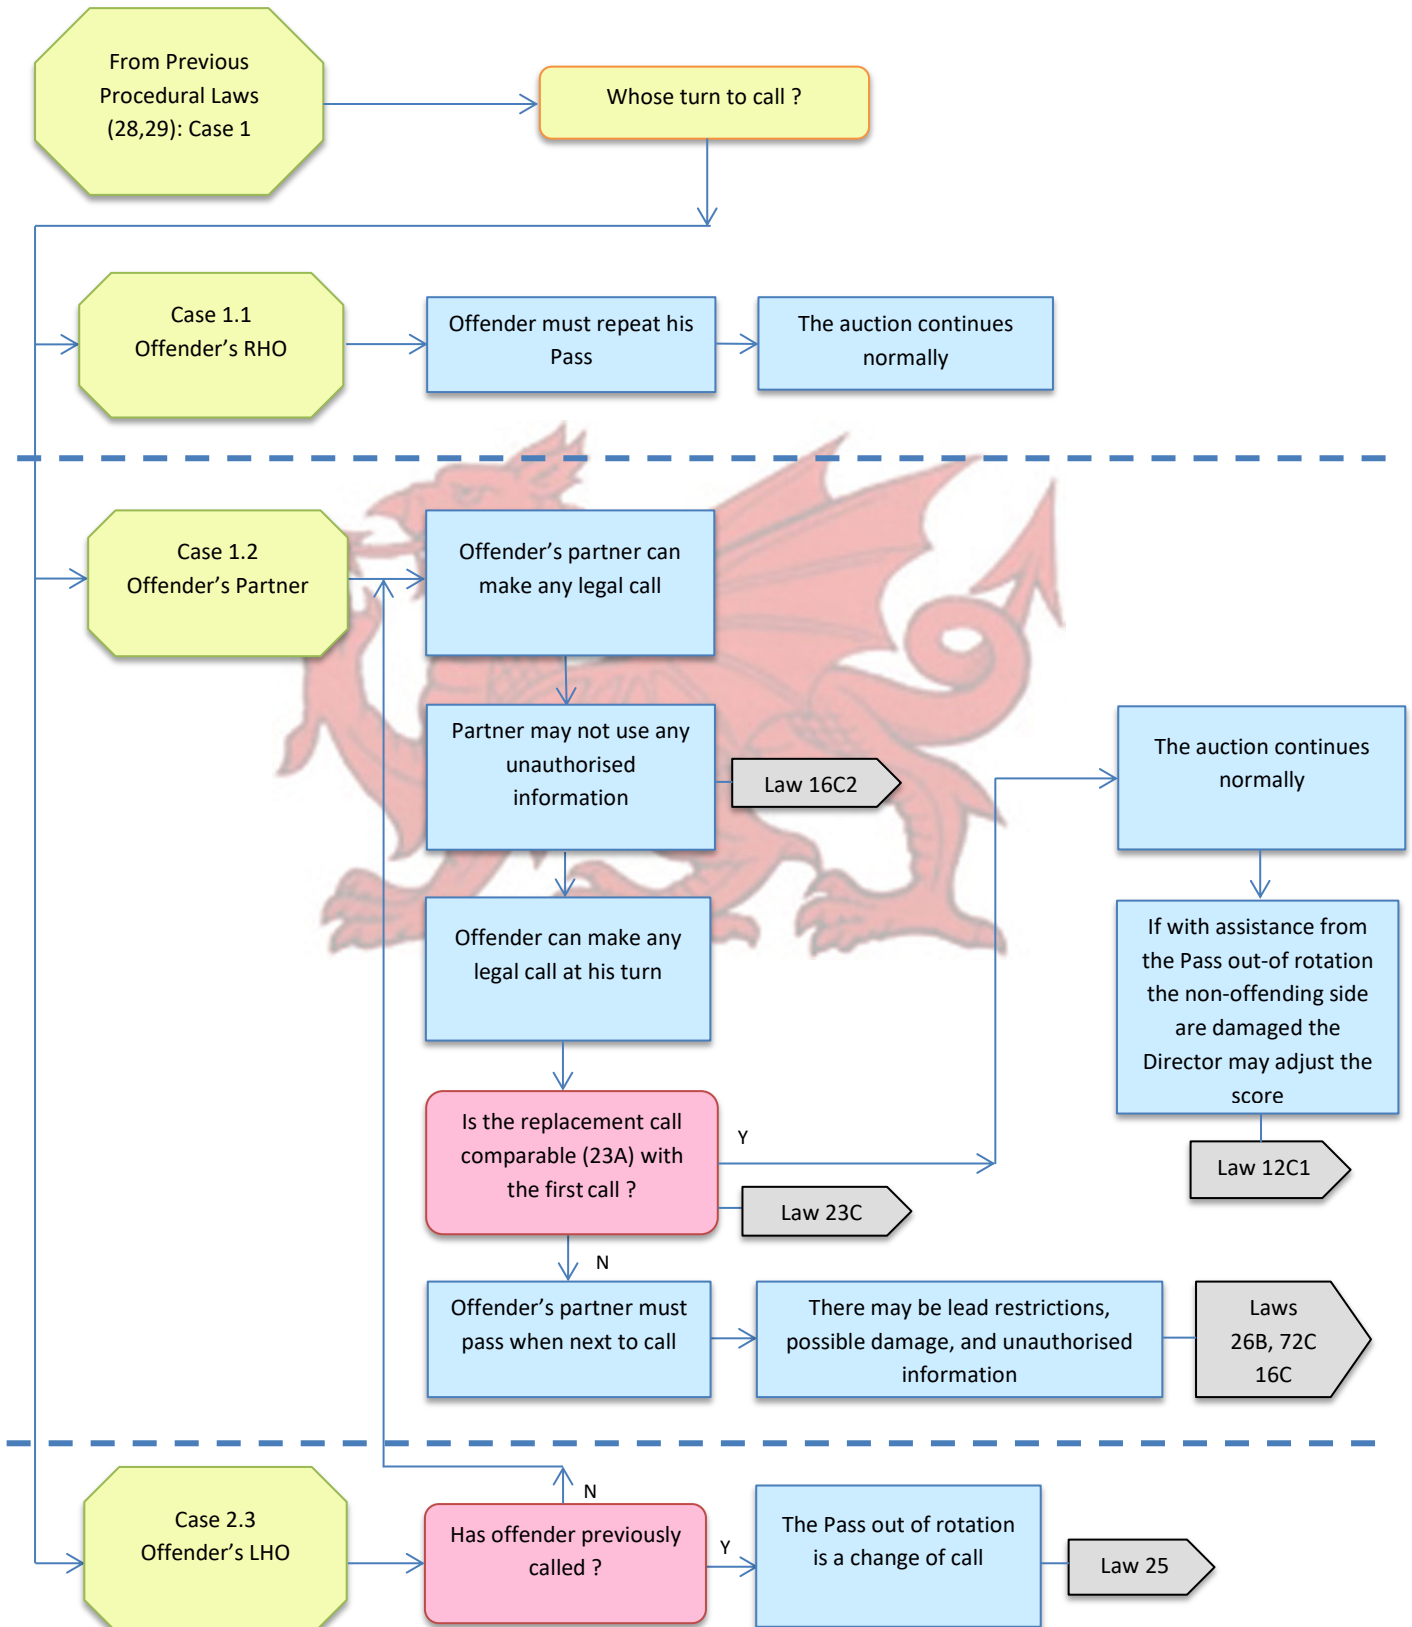 From Previous
Procedural Laws
(28,29): Case 1
Whose turn to call ?
Case 1.1
Offender’s RHO
Offender must repeat his
Pass
The auction continues
normally
Case 1.2
Offender’s Partner
Offender’s partner can
make any legal call
Partner may not use any
unauthorised
information
Law 16C2
The auction continues
normally
Offender can make any
legal call at his turn
If with assistance from
the Pass out-of rotation
the non-offending side
are damaged the
Director may adjust the
score
Law 12C1
Is the replacement call
comparable (23A) with
the first call ?
Y
Law 23C
N
Offender’s partner must
pass when next to call
There may be lead restrictions,
possible damage, and unauthorised
information
Laws
26B, 72C
16C
Case 2.3
Offender’s LHO
N
Has offender previously
called ?
Y
The Pass out of rotation
is a change of call
Law 25